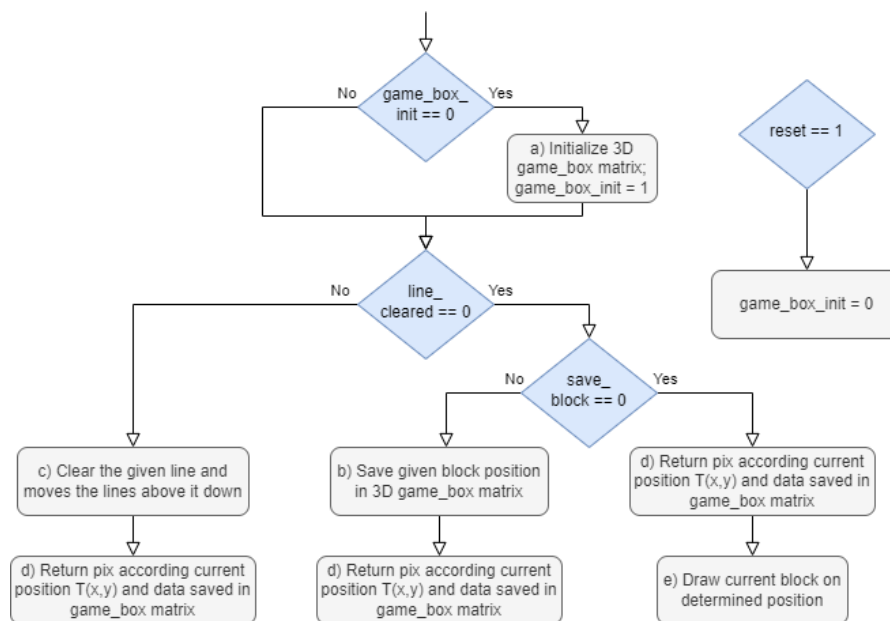 No
game_box_
init == 0
Yes
a) Initialize 3D
game_box matrix;
game_box_init = 1
reset == 1
game_box_init = 0
No
line_
cleared == 0
Yes
No
save_
block == 0
Yes
c) Clear the given line and
moves the lines above it down
b) Save given block position
in 3D game_box matrix
d) Return pix according current
position T(x,y) and data saved in
game_box matrix
d) Return pix according current
position T(x,y) and data saved in
game_box matrix
d) Return pix according current
position T(x,y) and data saved in
game_box matrix
e) Draw current block on
determined position